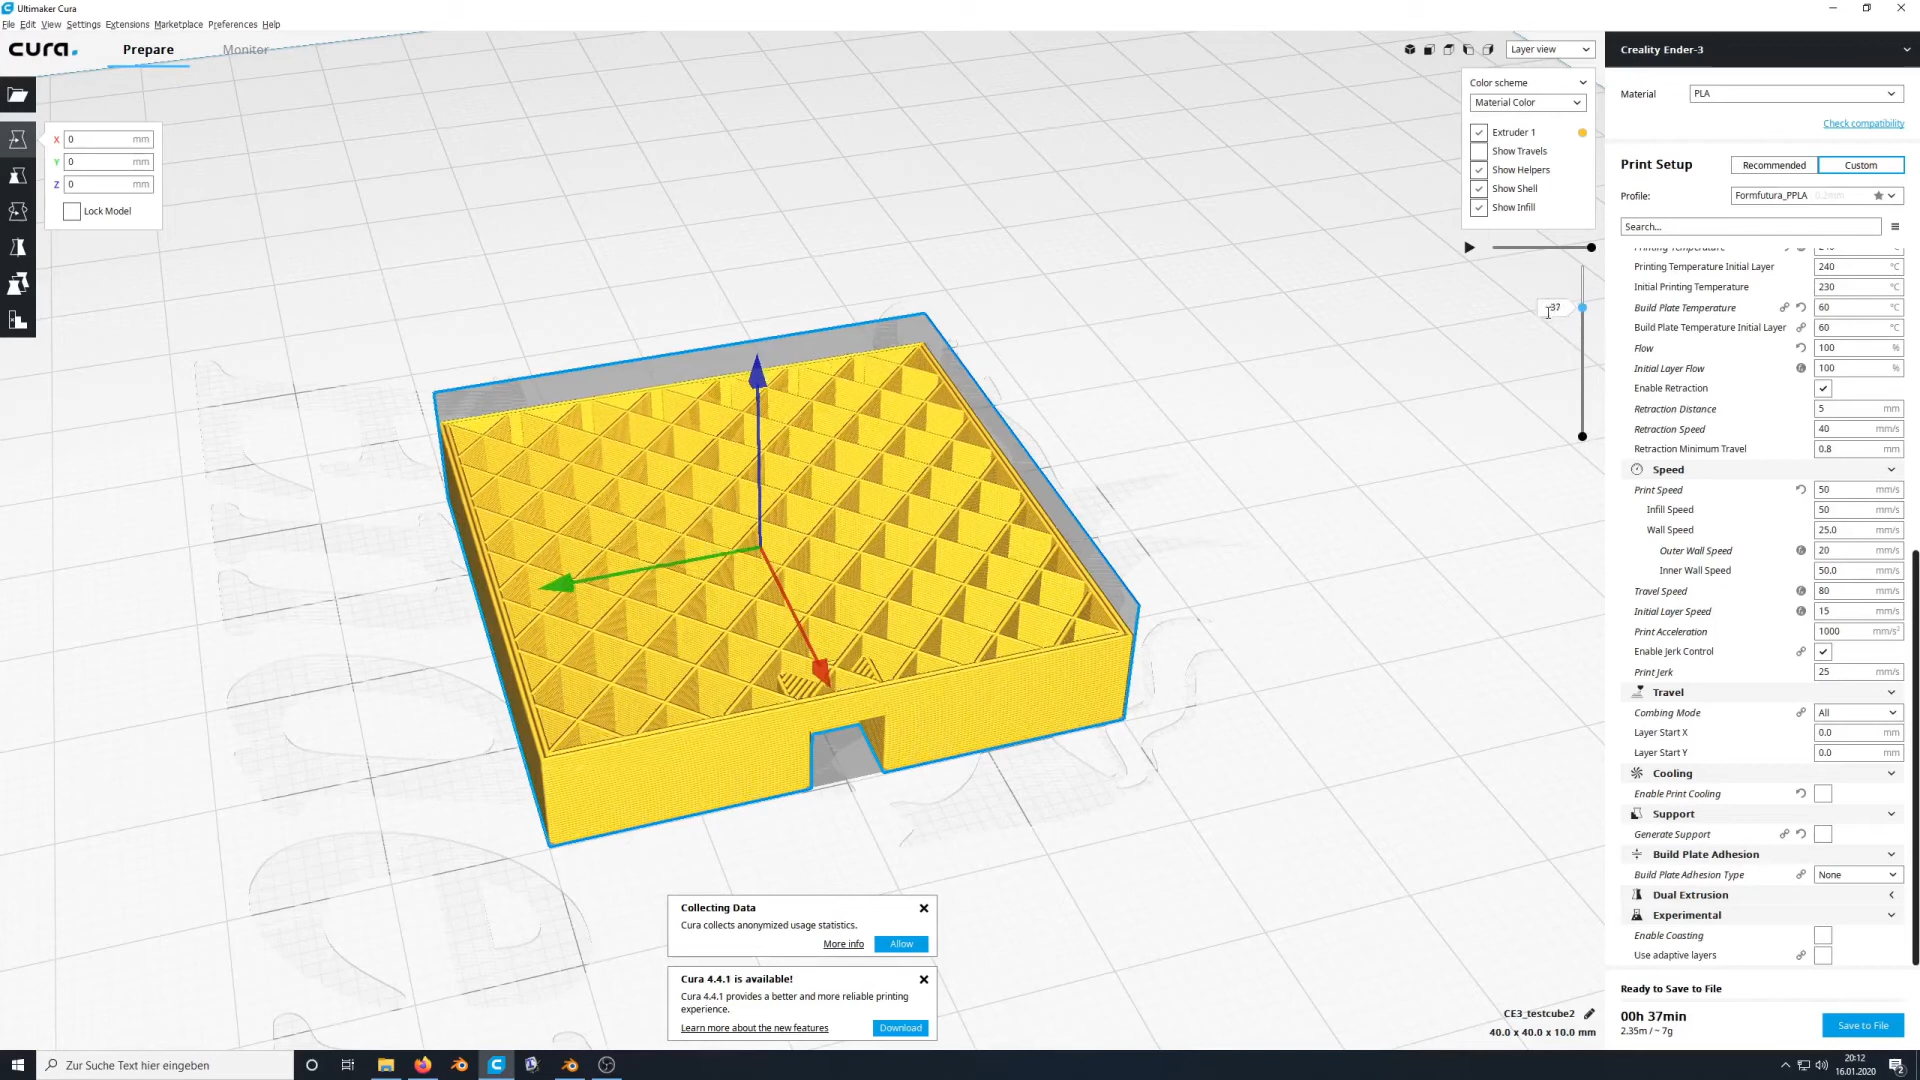 Ultimaker Cura
File Edit View Settings Extensions Marketplace Preferences Help
cura.
Prepare
Monitor
Layer view
Color scheme
Material Color
Extruder 1
Show Travels
Show Helpers
Show Shell
Show Infill
X 0 mm
Y 0 mm
Z 0 mm
Lock Model
37
Creality Ender-3
Material PLA
Check compatibility
Print Setup Recommended Custom
Profile: Formfutura_PPLA 0.2mm
Search...
Printing Temperature
Printing Temperature Initial Layer 240 °C
Initial Printing Temperature 230 °C
Build Plate Temperature 60 °C
Build Plate Temperature Initial Layer 60 °C
Flow 100 %
Initial Layer Flow 100 %
Enable Retraction
Retraction Distance 5 mm
Retraction Speed 40 mm/s
Retraction Minimum Travel 0.8 mm
Speed
Print Speed 50 mm/s
Infill Speed 50 mm/s
Wall Speed 25.0 mm/s
Outer Wall Speed 20 mm/s
Inner Wall Speed 50.0 mm/s
Travel Speed 80 mm/s
Initial Layer Speed 15 mm/s
Print Acceleration 1000 mm/s²
Enable Jerk Control
Print Jerk 25 mm/s
Travel
Combing Mode All
Layer Start X 0.0 mm
Layer Start Y 0.0 mm
Cooling
Enable Print Cooling
Support
Generate Support
Build Plate Adhesion
Build Plate Adhesion Type None
Dual Extrusion
Experimental
Enable Coasting
Use adaptive layers
Ready to Save to File
00h 37min
2.35m / ~ 7g
Save to File
Collecting Data
Cura collects anonymized usage statistics.
More info Allow
Cura 4.4.1 is available!
Cura 4.4.1 provides a better and more reliable printing
experience.
Learn more about the new features Download
CE3_testcube2
40.0 x 40.0 x 10.0 mm
Zur Suche Text hier eingeben
20:12
16.01.2020
2